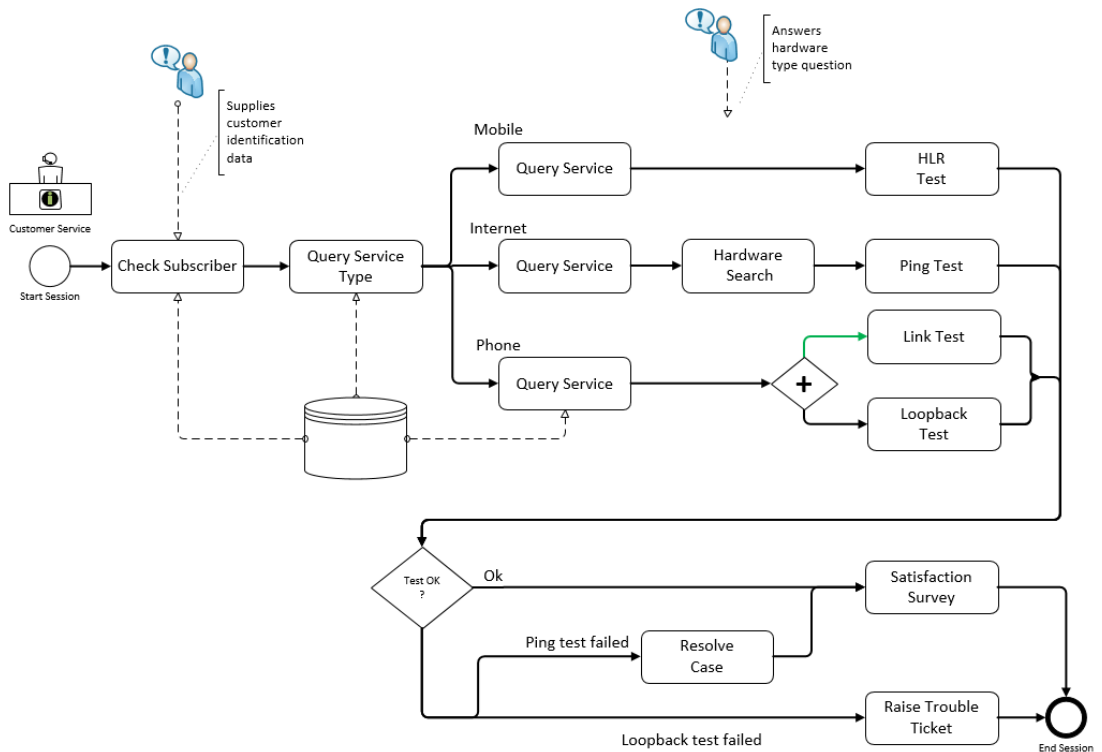 Answers
hardware
type question
Supplies
customer
identification
data
Customer Service
Start Session
Check Subscriber
Query Service
Type
Mobile
Query Service
HLR
Test
Internet
Query Service
Hardware
Search
Ping Test
Phone
Query Service
+
Link Test
Loopback
Test
Test OK
?
Ok
Satisfaction
Survey
Ping test failed
Resolve
Case
Loopback test failed
Raise Trouble
Ticket
End Session